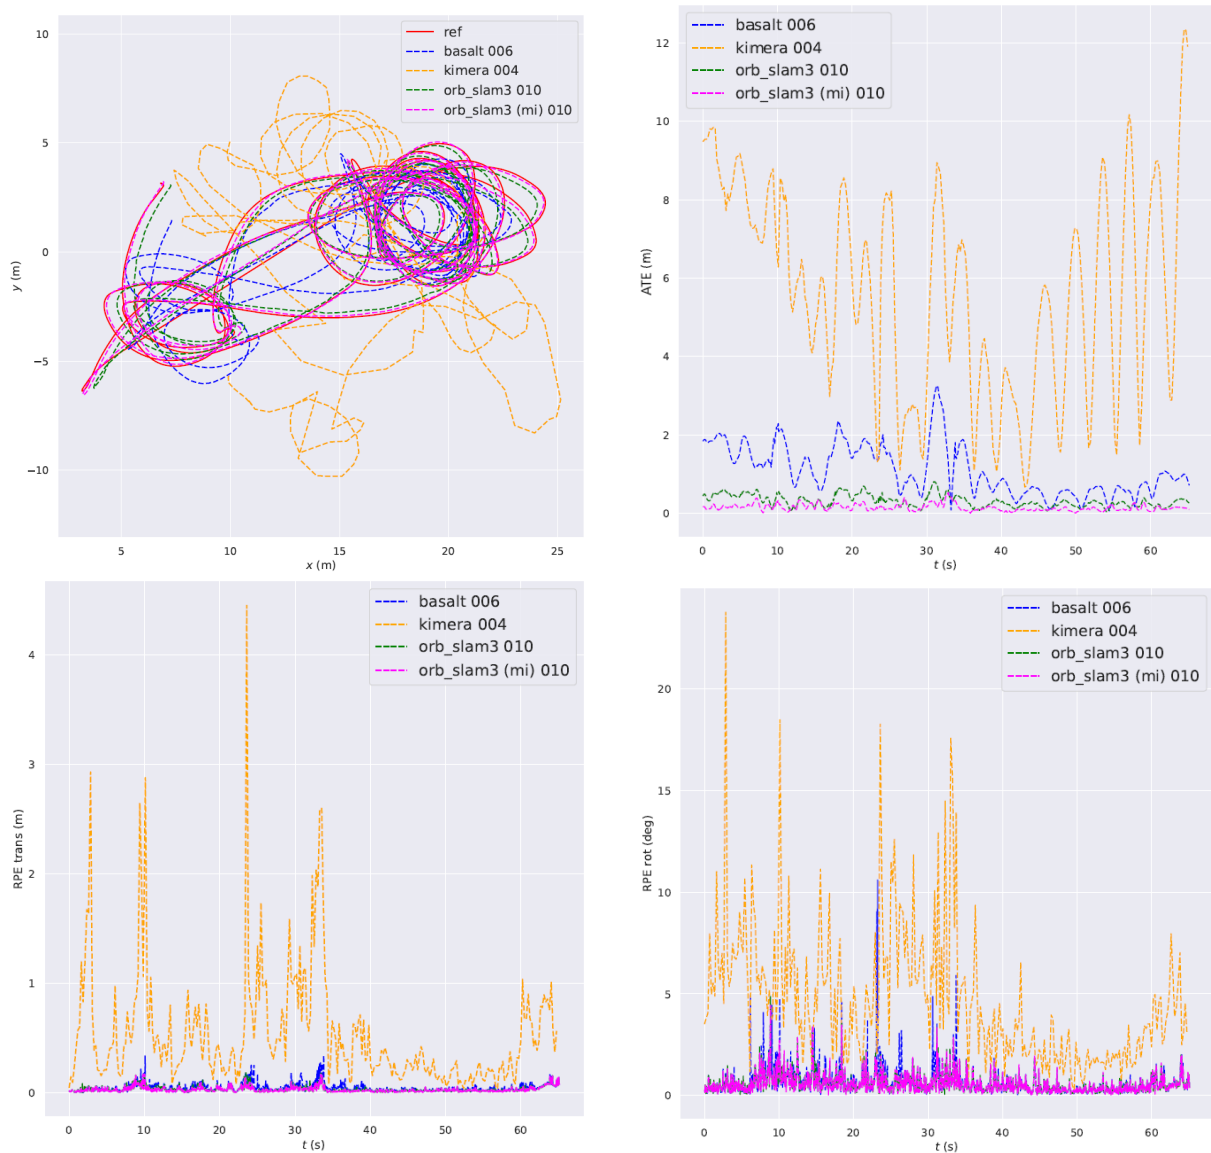 10
5
0
−5
−10
y (m)
5
10
15
20
25
x (m)
ref
basalt 006
kimera 004
orb_slam3 010
orb_slam3 (mi) 010
12
10
8
6
4
2
0
ATE (m)
0
10
20
30
40
50
60
t (s)
basalt 006
kimera 004
orb_slam3 010
orb_slam3 (mi) 010
4
3
2
1
0
RPE trans (m)
0
10
20
30
40
50
60
t (s)
basalt 006
kimera 004
orb_slam3 010
orb_slam3 (mi) 010
20
15
10
5
0
RPE rot (deg)
0
10
20
30
40
50
60
t (s)
basalt 006
kimera 004
orb_slam3 010
orb_slam3 (mi) 010